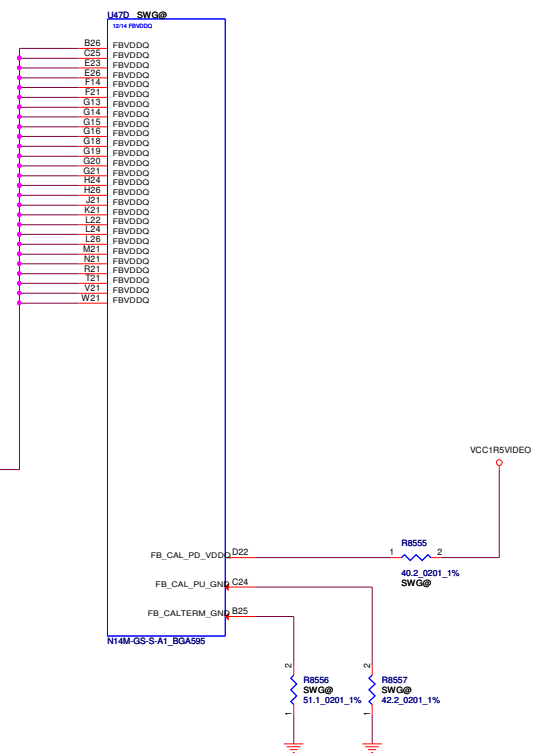 U47D SWG@
12/14 FBVDDQ
B26 FBVDDQ
C25 FBVDDQ
E23 FBVDDQ
E26 FBVDDQ
F14 FBVDDQ
F21 FBVDDQ
G13 FBVDDQ
G14 FBVDDQ
G15 FBVDDQ
G16 FBVDDQ
G18 FBVDDQ
G19 FBVDDQ
G20 FBVDDQ
G21 FBVDDQ
H24 FBVDDQ
H26 FBVDDQ
J21 FBVDDQ
K21 FBVDDQ
L22 FBVDDQ
L24 FBVDDQ
L26 FBVDDQ
M21 FBVDDQ
N21 FBVDDQ
R21 FBVDDQ
T21 FBVDDQ
V21 FBVDDQ
W21 FBVDDQ
VCC1R5VIDEO
FB_CAL_PD_VDDQ D22
1 R8555 2
40.2_0201_1%
SWG@
FB_CAL_PU_GND C24
FB_CALTERM_GND B25
N14M-GS-S-A1_BGA595
2
R8556
SWG@
51.1_0201_1%
1
2
R8557
SWG@
42.2_0201_1%
1